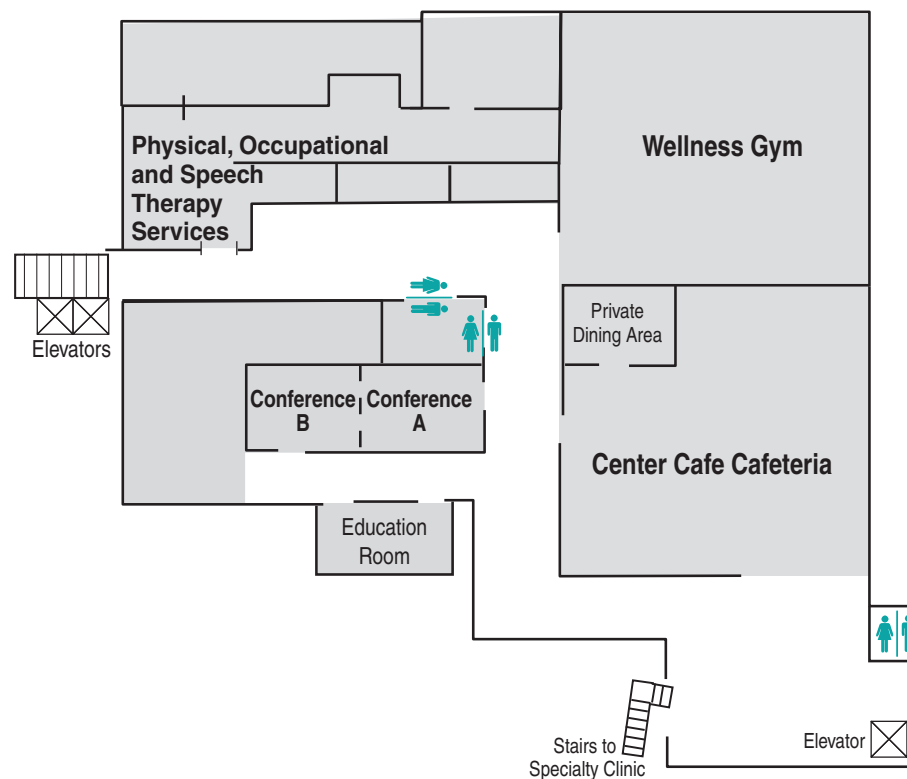 Physical, Occupational
and Speech
Therapy
Services
Wellness Gym
Elevators
Private
Dining Area
Conference
B
Conference
A
Center Cafe Cafeteria
Education
Room
Stairs to
Specialty Clinic
Elevator